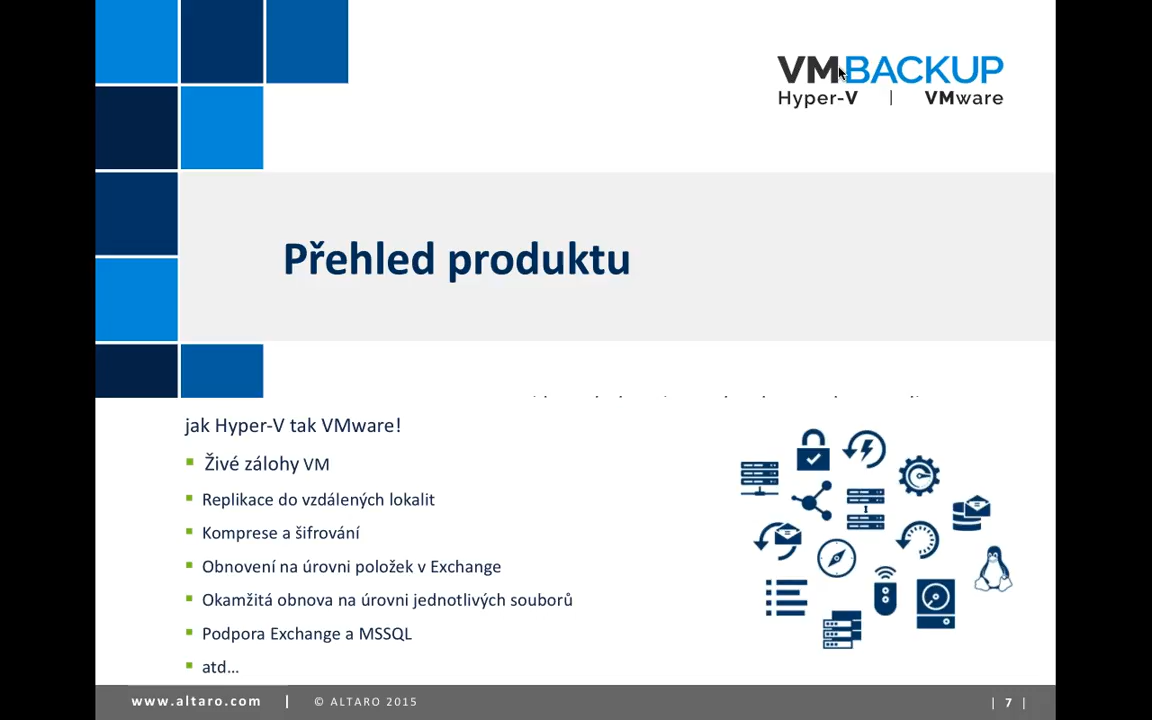 VMBACKUP
Hyper-V | VMware
Přehled produktu
jak Hyper-V tak VMware!
Živé zálohy VM
Replikace do vzdálených lokalit
Komprese a šifrování
Obnovení na úrovni položek v Exchange
Okamžitá obnova na úrovni jednotlivých souborů
Podpora Exchange a MSSQL
atd...
www.altaro.com | © ALTARO 2015 | 7 |